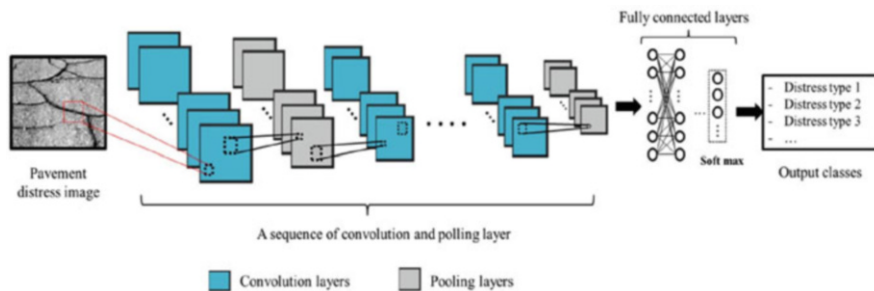 Fully connected layers
- Distress type 1
- Distress type 2
- Distress type 3
- ...
Soft max
Pavement
distress image
Output classes
A sequence of convolution and polling layer
Convolution layers
Pooling layers